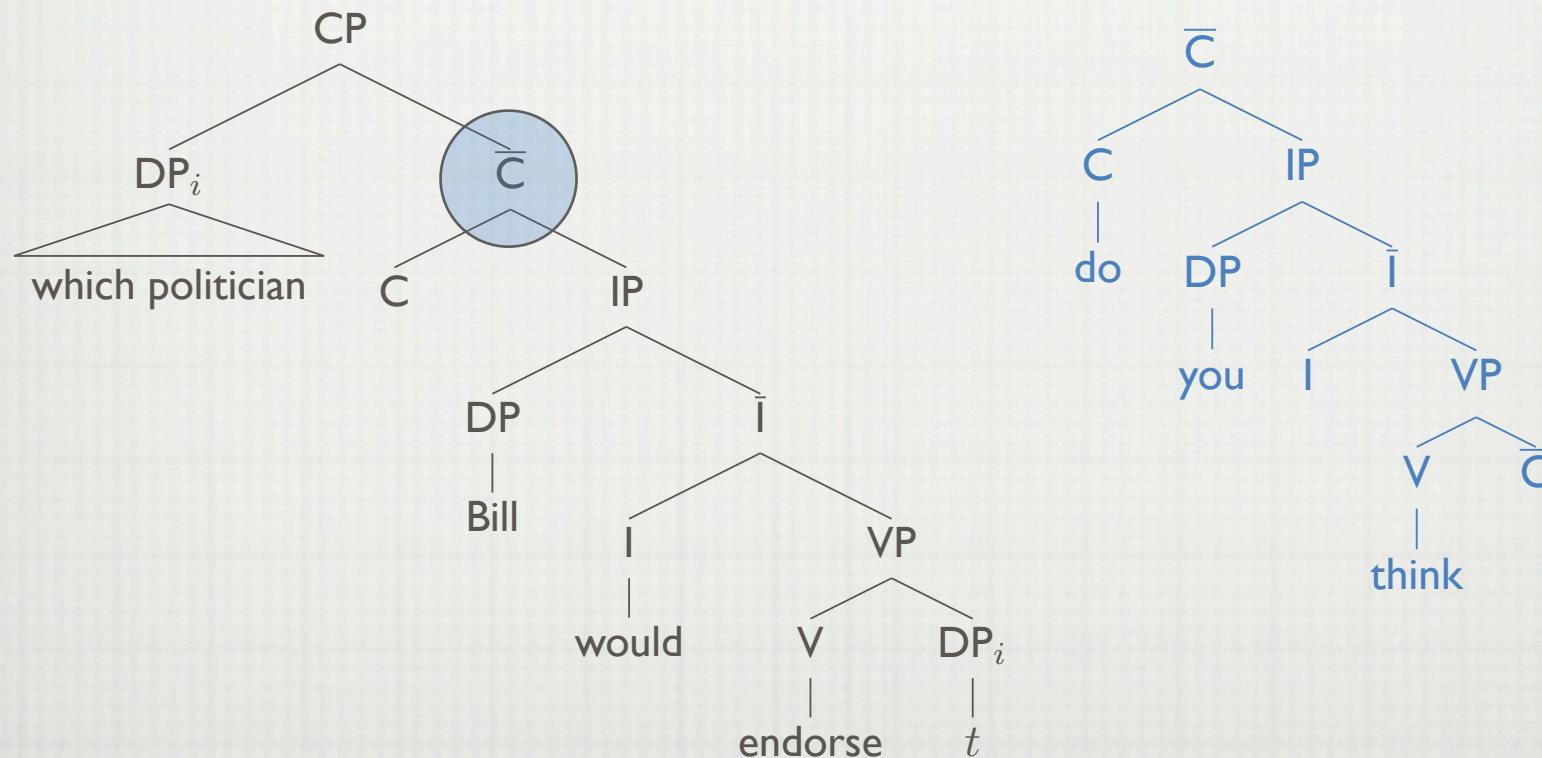 CP
C̅
DPi
C̅
C
IP
which politician
C
IP
do
DP
Ī
DP
Ī
you
I
VP
Bill
V
C̅
I
VP
think
would
V
DPi
endorse
t